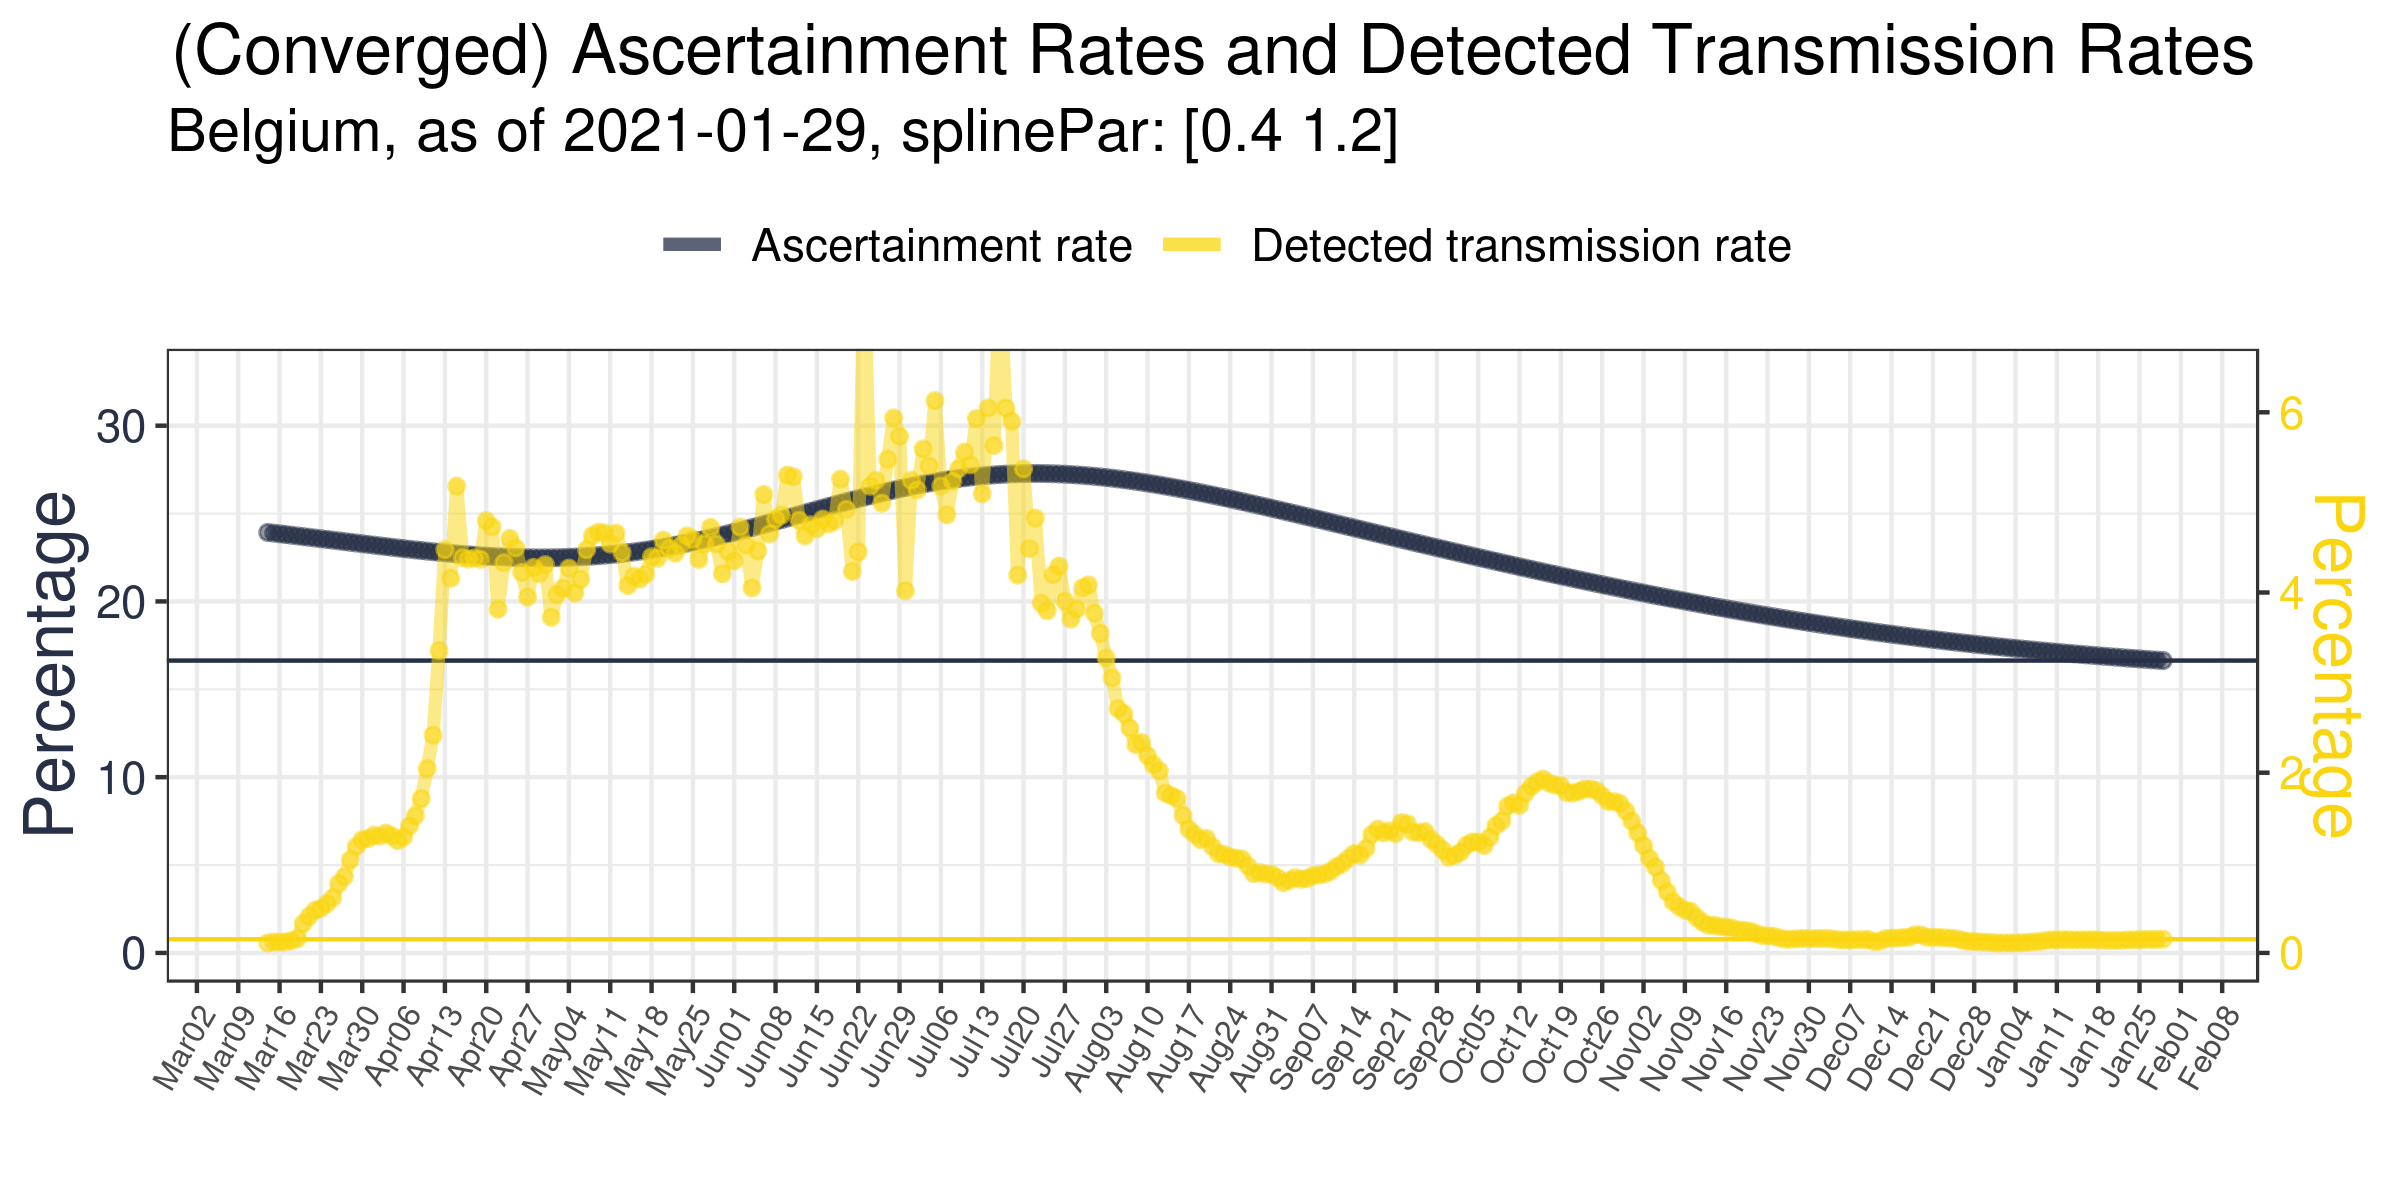 (Converged) Ascertainment Rates and Detected Transmission Rates
Belgium, as of 2021-01-29, splinePar: [0.4 1.2]
Ascertainment rate
Detected transmission rate
Percentage
30
20
10
0
6
4
2
0
Percentage
Mar02
Mar09
Mar16
Mar23
Mar30
Apr06
Apr13
Apr20
Apr27
May04
May11
May18
May25
Jun01
Jun08
Jun15
Jun22
Jun29
Jul06
Jul13
Jul20
Jul27
Aug03
Aug10
Aug17
Aug24
Aug31
Sep07
Sep14
Sep21
Sep28
Oct05
Oct12
Oct19
Oct26
Nov02
Nov09
Nov16
Nov23
Nov30
Dec07
Dec14
Dec21
Dec28
Jan04
Jan11
Jan18
Jan25
Feb01
Feb08